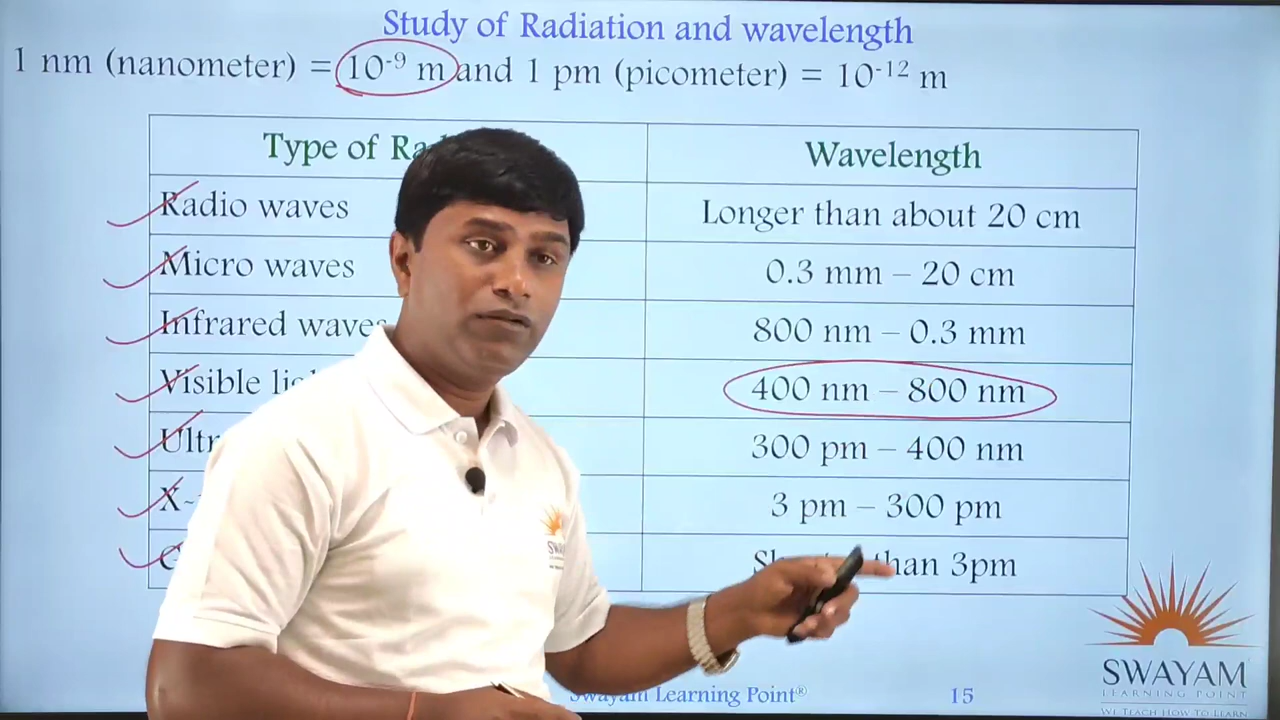 Study of Radiation and wavelength
1 nm (nanometer) = 10⁻⁹ m and 1 pm (picometer) = 10⁻¹² m
Type of Wavelength
Radio waves Longer than about 20 cm
Micro waves 0.3 mm – 20 cm
Infrared waves 800 nm – 0.3 mm
Visible 400 nm – 800 nm
300 pm – 400 nm
3 pm – 300 pm
than 3pm
SWAYAM
LEARNING POINT
WE TEACH HOW TO LEARN
Swayam Learning Point® 15